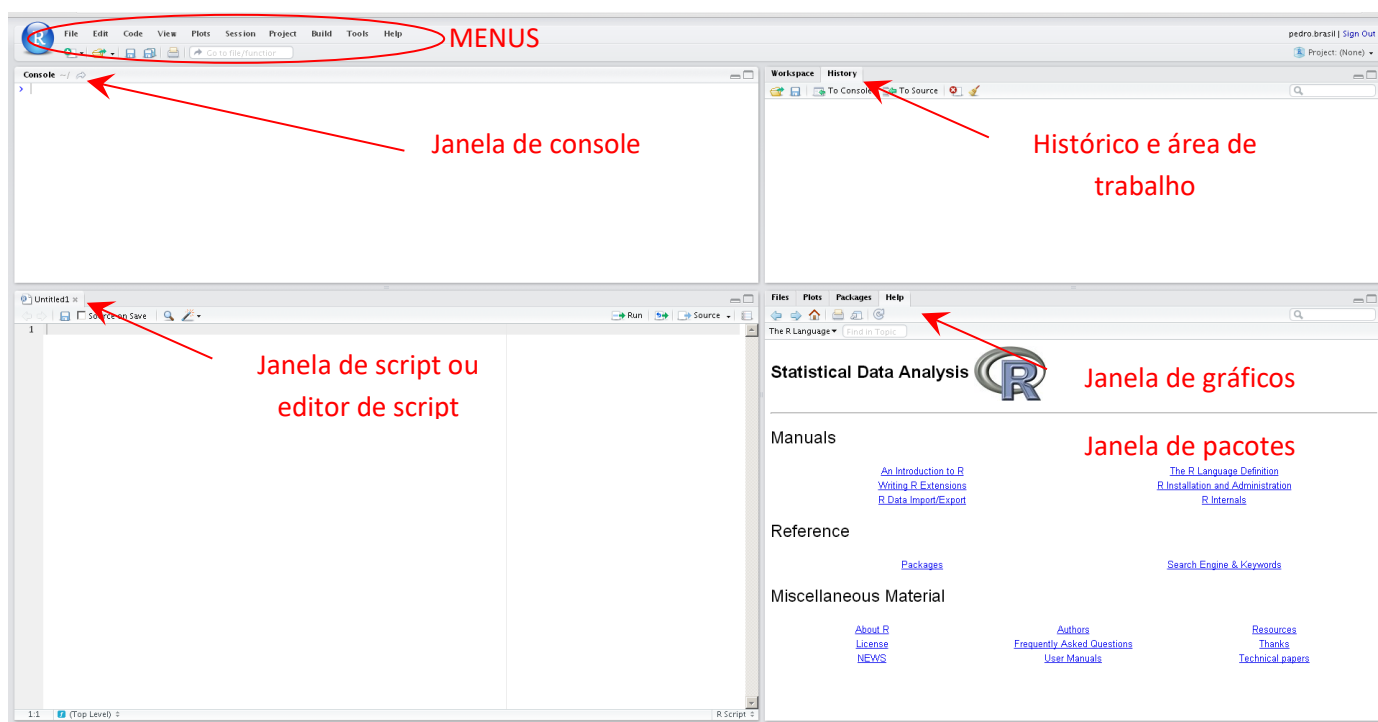 File Edit Code View Plots Session Project Build Tools Help
MENUS
pedro.brasil | Sign Out
Go to file/function
Project: (None)
Console ~/
>
Janela de console
Workspace History
To Console To Source
Histórico e área de
trabalho
Untitled1
Source on Save
Run
Source
1
Janela de script ou
editor de script
1:1 (Top Level)
R Script
Files Plots Packages Help
The R Language Find in Topic
Statistical Data Analysis R
Janela de gráficos
Manuals
Janela de pacotes
An Introduction to R The R Language Definition
Writing R Extensions R Installation and Administration
R Data Import/Export R Internals
Reference
Packages Search Engine & Keywords
Miscellaneous Material
About R Authors Resources
License Frequently Asked Questions Thanks
NEWS User Manuals Technical papers